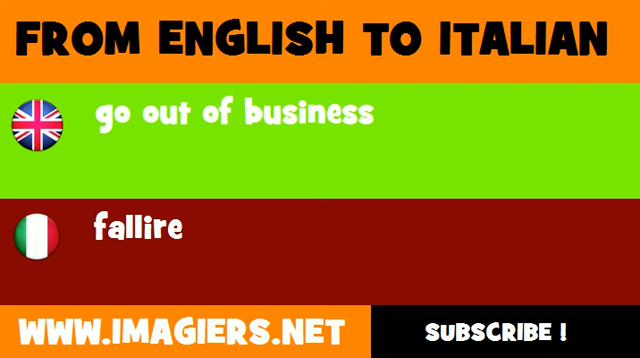 FROM ENGLISH TO ITALIAN
go out of business
fallire
WWW.IMAGIERS.NET
SUBSCRIBE !